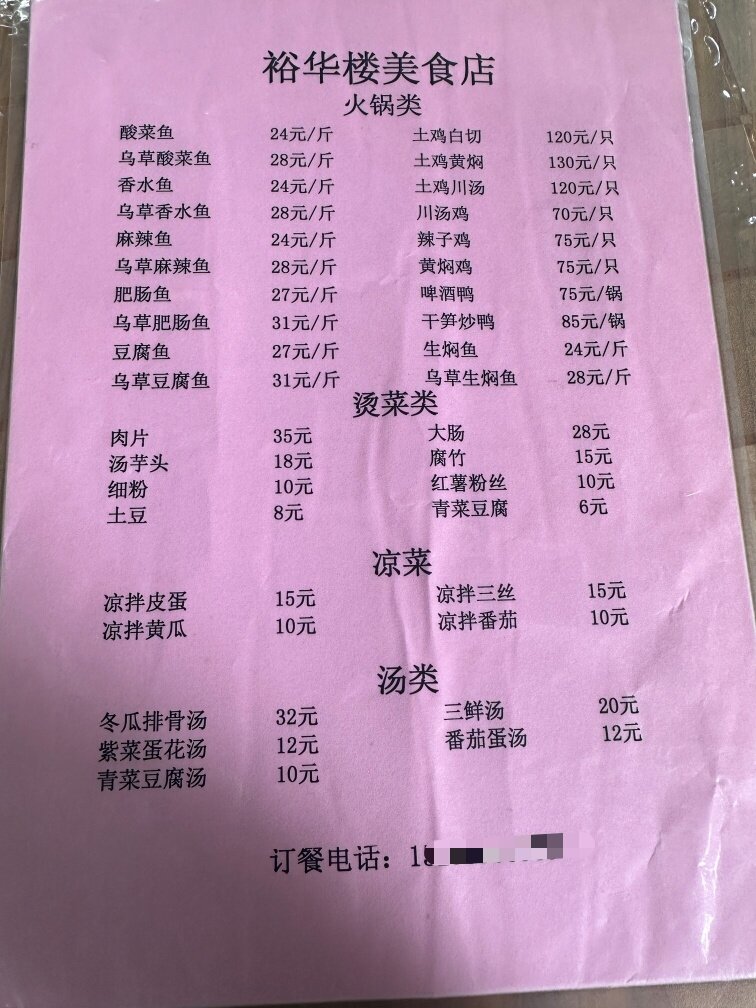 裕华楼美食店
火锅类
酸菜鱼 24元/斤 土鸡白切 120元/只
乌草酸菜鱼 28元/斤 土鸡黄焖 130元/只
香水鱼 24元/斤 土鸡川汤 120元/只
乌草香水鱼 28元/斤 川汤鸡 70元/只
麻辣鱼 24元/斤 辣子鸡 75元/只
乌草麻辣鱼 28元/斤 黄焖鸡 75元/只
肥肠鱼 27元/斤 啤酒鸭 75元/锅
乌草肥肠鱼 31元/斤 干笋炒鸭 85元/锅
豆腐鱼 27元/斤 生焖鱼 24元/斤
乌草豆腐鱼 31元/斤 乌草生焖鱼 28元/斤
烫菜类
肉片 35元 大肠 28元
汤芋头 18元 腐竹 15元
细粉 10元 红薯粉丝 10元
土豆 8元 青菜豆腐 6元
凉菜
凉拌皮蛋 15元 凉拌三丝 15元
凉拌黄瓜 10元 凉拌番茄 10元
汤类
冬瓜排骨汤 32元 三鲜汤 20元
紫菜蛋花汤 12元 番茄蛋汤 12元
青菜豆腐汤 10元
订餐电话：1